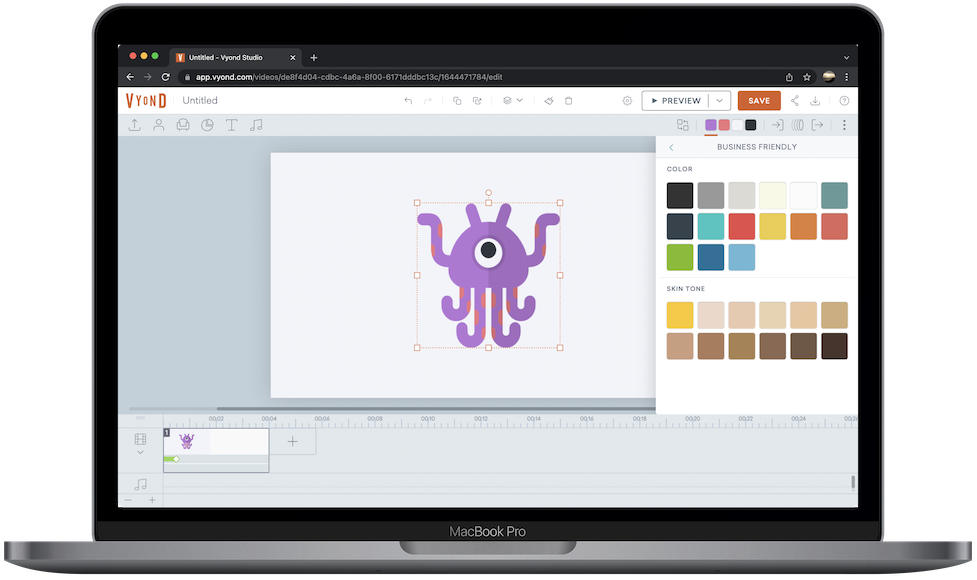 Untitled - Vyond Studio
app.vyond.com/videos/de8f4d04-cdbc-4a6a-8f00-6171dddbc13c/1644471784/edit
VYOND
Untitled
PREVIEW
SAVE
BUSINESS FRIENDLY
COLOR
SKIN TONE
00;02 00;04 00;06 00;08 00;10 00;12 00;14 00;16 00;18 00;20 00;22 00;24
1
MacBook Pro